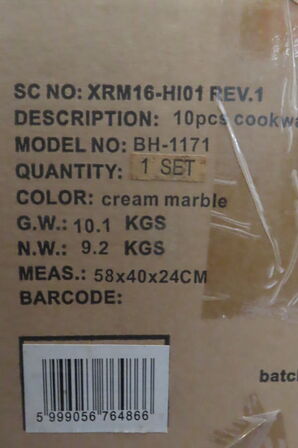 SC NO: XRM16-HI01 REV.1
DESCRIPTION: 10pcs cookwa
MODEL NO: BH-1171
QUANTITY: 1 SET
COLOR: cream marble
G.W.: 10.1 KGS
N.W.: 9.2 KGS
MEAS.: 58x40x24CM
BARCODE:
batc
5 999056 764866